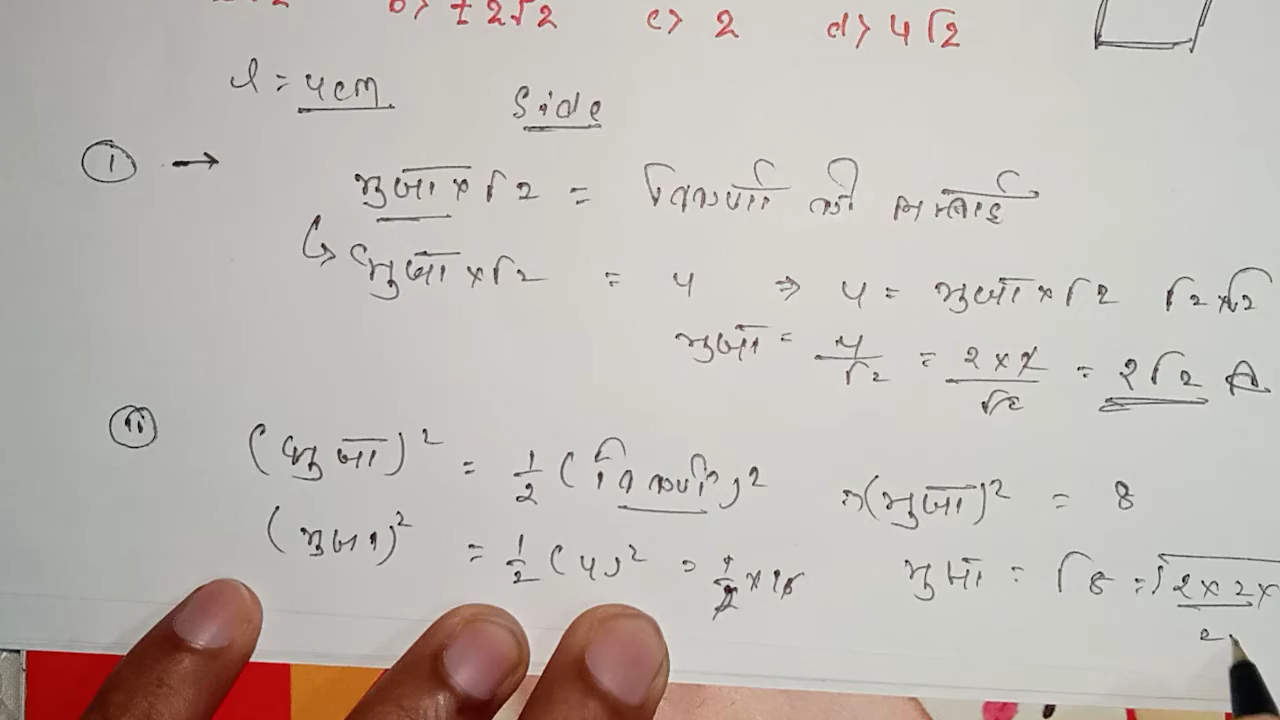 b> ± 2√2 c> 2 d> 4√2
l = 4cm Side
① → भुजा × √2 = विकर्ण की लम्बाई
↳ भुजा × √2 = 4 ⇒ 4 = भुजा × √2 √2 × √2
भुजा = 4/√2 = 2 × 2/√2 = 2√2 A
ⓘⓘ (भुजा)² = 1/2 (विकर्ण)² ⇒ (भुजा)² = 8
(भुजा)² = 1/2 (4)² = 1/2 × 16 भुजा = √8 = √2 × 2 ×
2